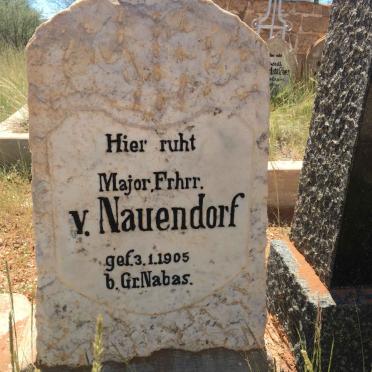 Hier ruht
Major, Frhrr.
v. Nauendorf
gef. 3.1.1905
b. Gr. Nabas.